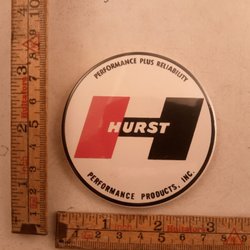 PERFORMANCE PLUS RELIABILITY
HURST
PERFORMANCE PRODUCTS, INC.